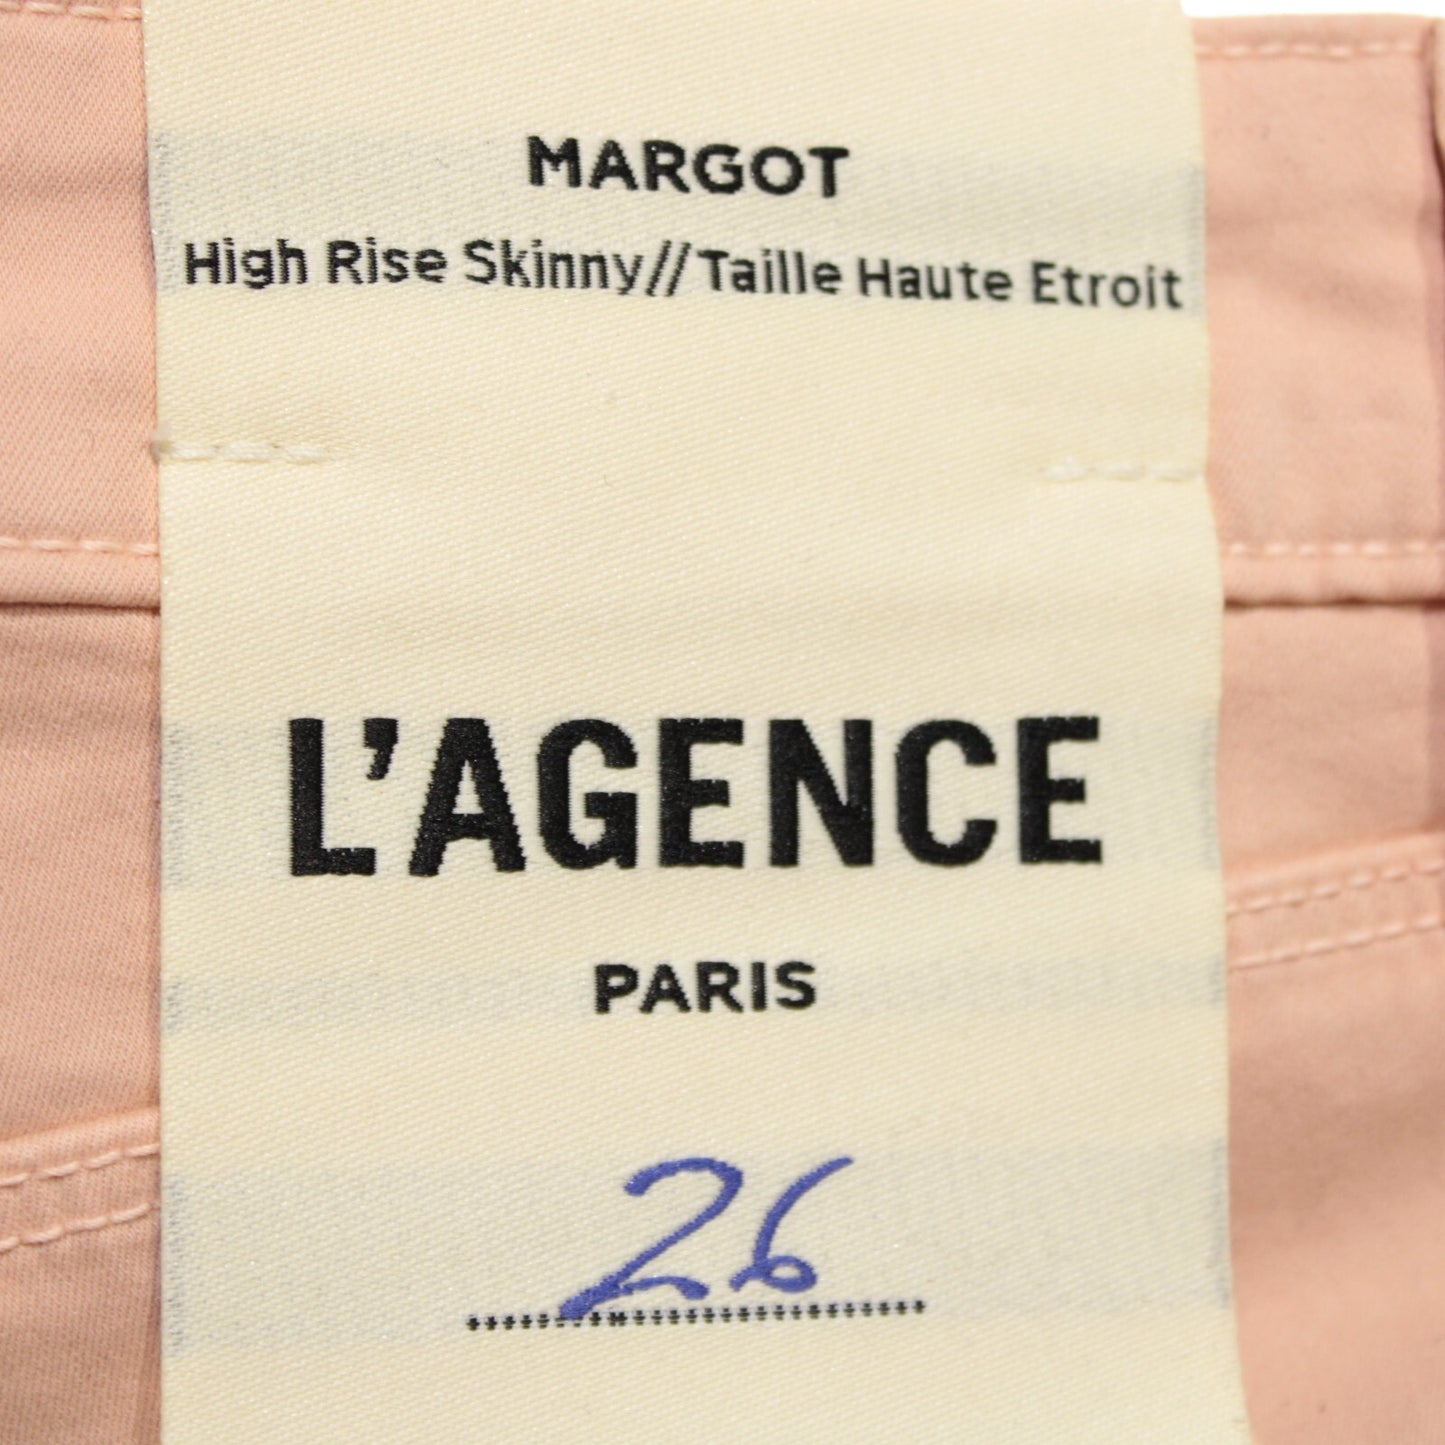 MARGOT
High Rise Skinny//Taille Haute Etroit
L'AGENCE
PARIS
26